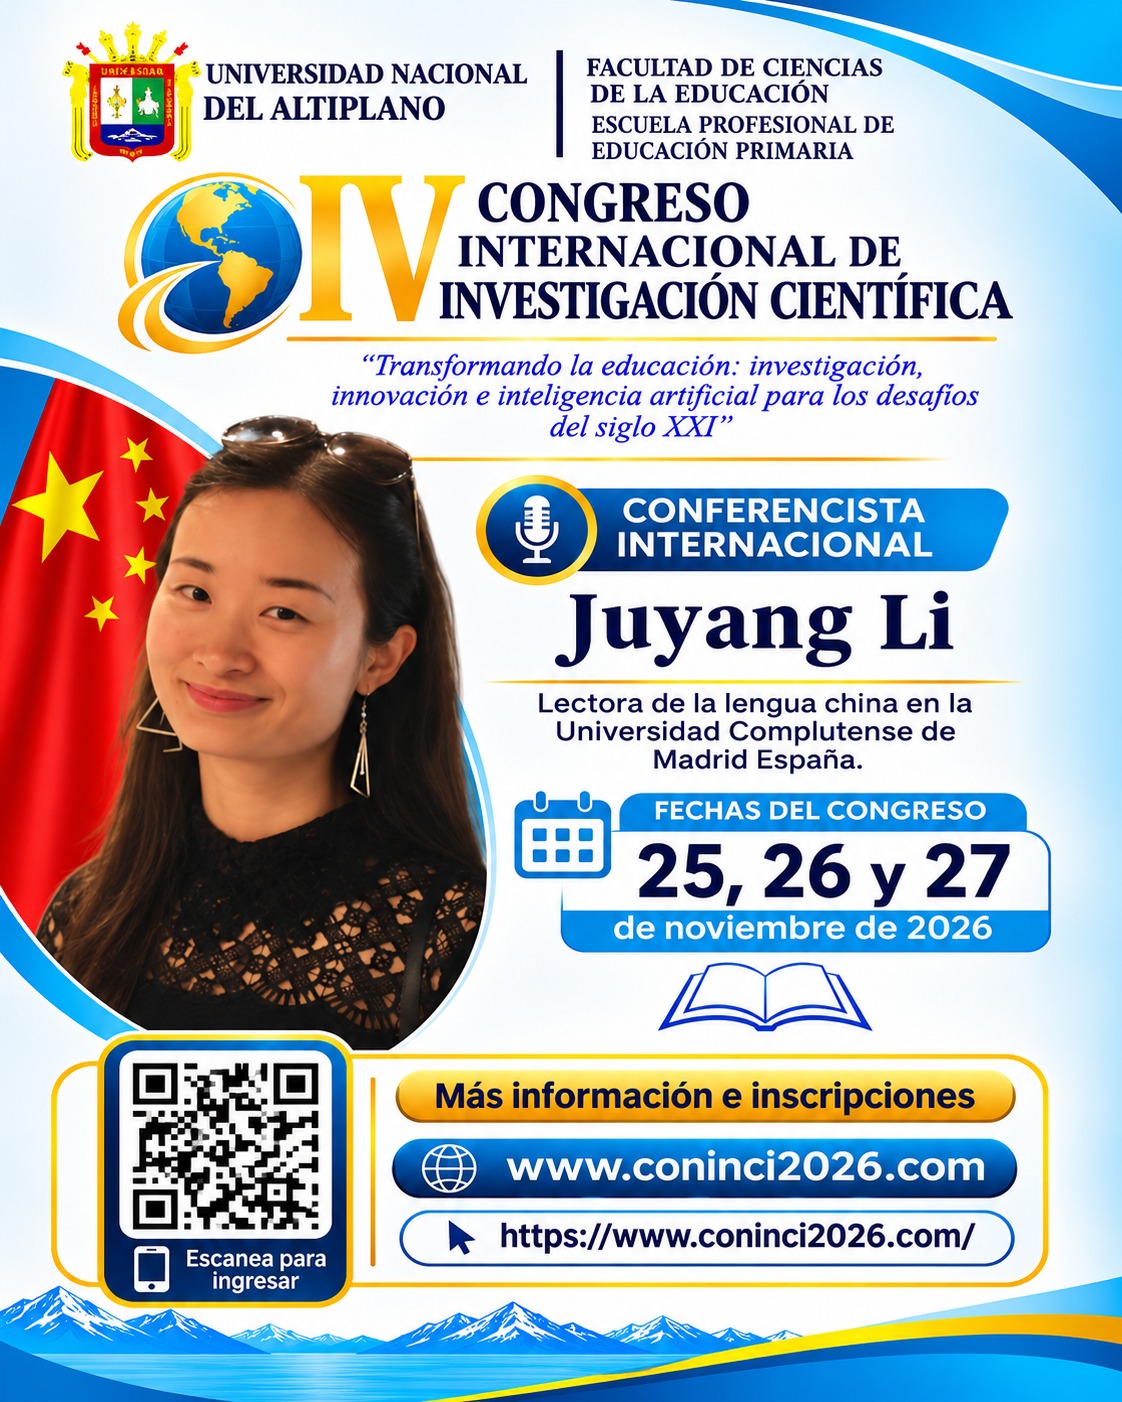 UNIVERSIDAD NACIONAL
DEL ALTIPLANO
FACULTAD DE CIENCIAS
DE LA EDUCACIÓN
ESCUELA PROFESIONAL DE
EDUCACIÓN PRIMARIA
IV CONGRESO
INTERNACIONAL DE
INVESTIGACIÓN CIENTÍFICA
“Transformando la educación: investigación,
innovación e inteligencia artificial para los desafíos
del siglo XXI”
CONFERENCISTA
INTERNACIONAL
Juyang Li
Lectora de la lengua china en la
Universidad Complutense de
Madrid España.
FECHAS DEL CONGRESO
25, 26 y 27
de noviembre de 2026
Más información e inscripciones
www.coninci2026.com
https://www.coninci2026.com/
Escanea para
ingresar